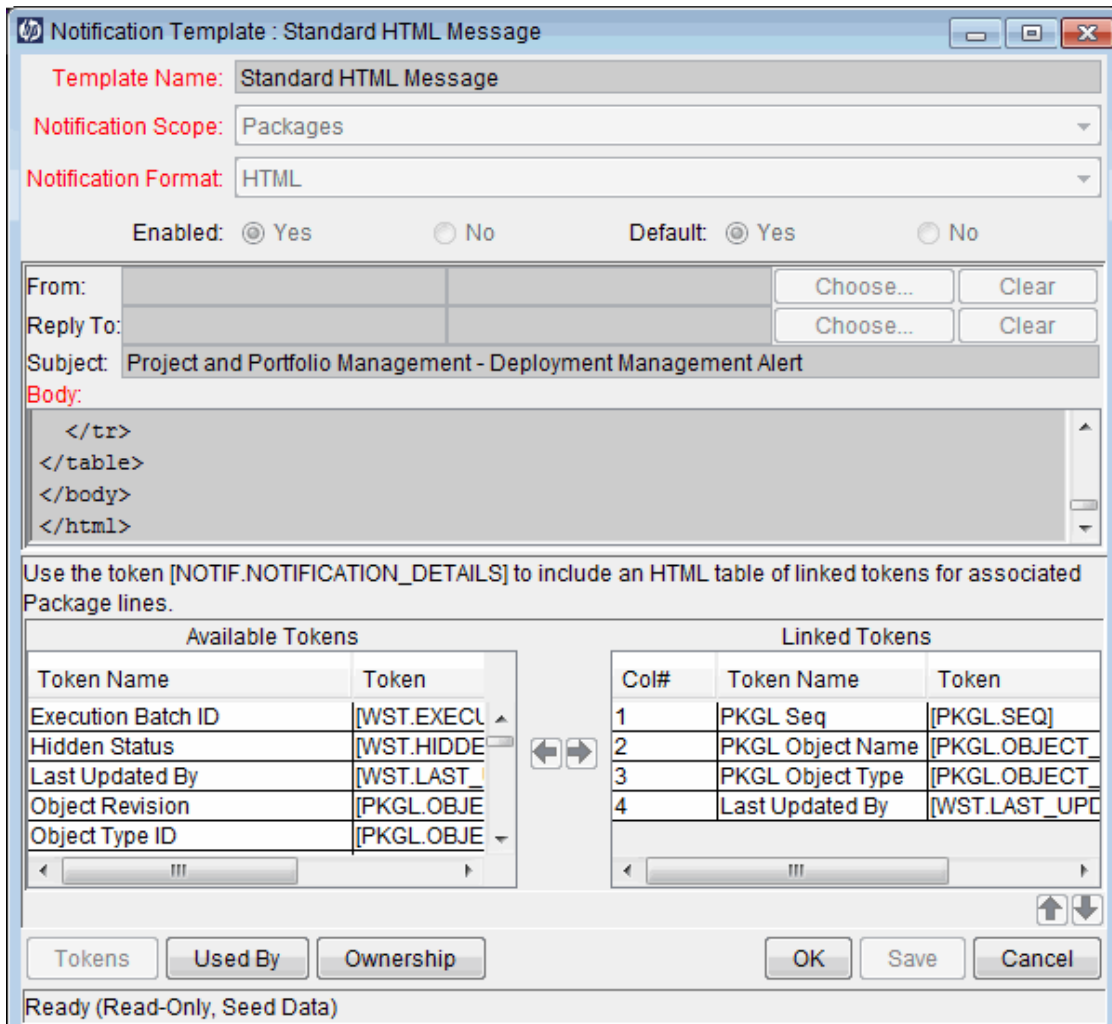 Notification Template : Standard HTML Message
Template Name: Standard HTML Message
Notification Scope: Packages
Notification Format: HTML
Enabled: Yes No Default: Yes No
From: Choose... Clear
Reply To: Choose... Clear
Subject: Project and Portfolio Management - Deployment Management Alert
Body:
</tr>
</table>
</body>
</html>
Use the token [NOTIF.NOTIFICATION_DETAILS] to include an HTML table of linked tokens for associated
Package lines.
Available Tokens Linked Tokens
Token Name Token Col# Token Name Token
Execution Batch ID [WST.EXECU 1 PKGL Seq [PKGL.SEQ]
Hidden Status [WST.HIDDE 2 PKGL Object Name [PKGL.OBJECT_
Last Updated By [WST.LAST_ 3 PKGL Object Type [PKGL.OBJECT_
Object Revision [PKGL.OBJE 4 Last Updated By [WST.LAST_UPD
Object Type ID [PKGL.OBJE
Tokens Used By Ownership OK Save Cancel
Ready (Read-Only, Seed Data)